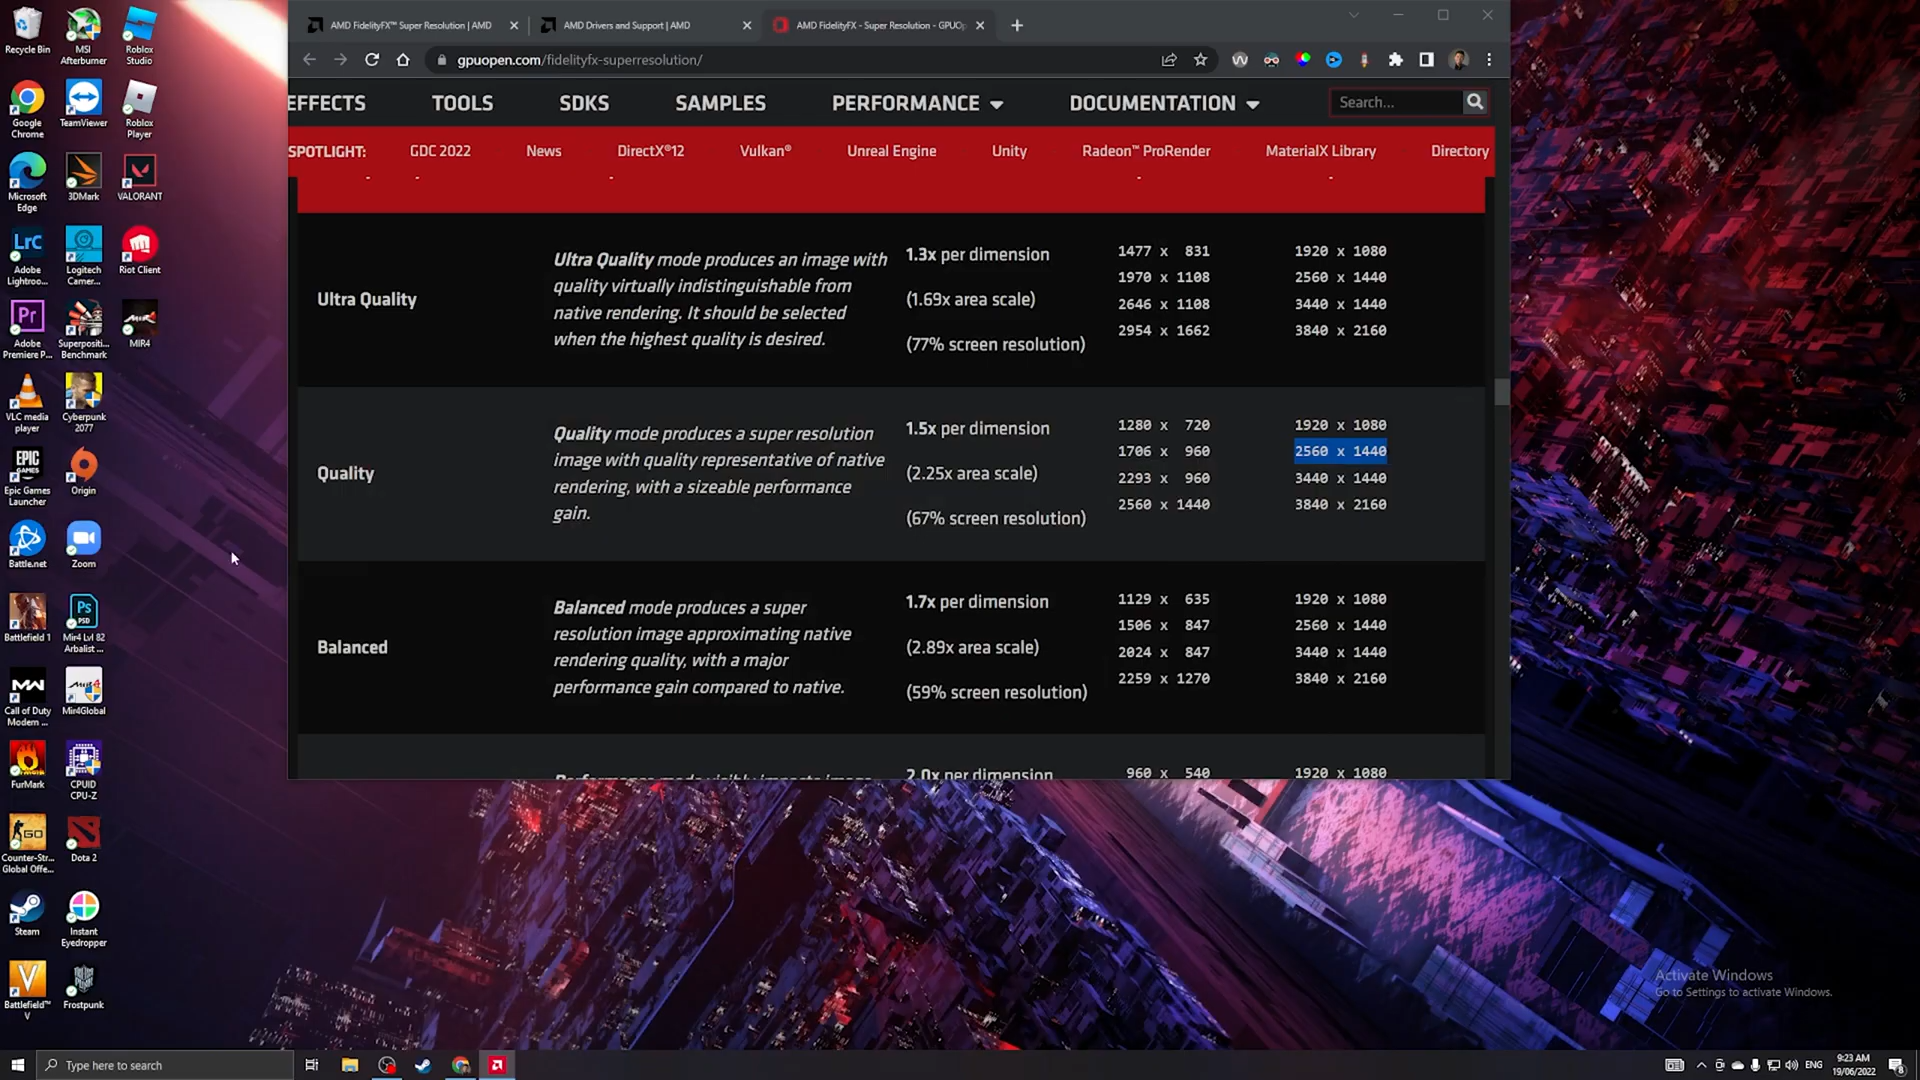 AMD FidelityFX™ Super Resolution | AMD
AMD Drivers and Support | AMD
AMD FidelityFX - Super Resolution - GPUOp
gpuopen.com/fidelityfx-superresolution/
EFFECTS
TOOLS
SDKS
SAMPLES
PERFORMANCE
DOCUMENTATION
Search...
SPOTLIGHT:
GDC 2022
News
DirectX®12
Vulkan®
Unreal Engine
Unity
Radeon™ ProRender
MaterialX Library
Directory
Ultra Quality
Ultra Quality mode produces an image with
quality virtually indistinguishable from
native rendering. It should be selected
when the highest quality is desired.
1.3x per dimension
(1.69x area scale)
(77% screen resolution)
1477 x 831
1970 x 1108
2646 x 1108
2954 x 1662
1920 x 1080
2560 x 1440
3440 x 1440
3840 x 2160
Quality
Quality mode produces a super resolution
image with quality representative of native
rendering, with a sizeable performance
gain.
1.5x per dimension
(2.25x area scale)
(67% screen resolution)
1280 x 720
1706 x 960
2293 x 960
2560 x 1440
1920 x 1080
2560 x 1440
3440 x 1440
3840 x 2160
Balanced
Balanced mode produces a super
resolution image approximating native
rendering quality, with a major
performance gain compared to native.
1.7x per dimension
(2.89x area scale)
(59% screen resolution)
1129 x 635
1506 x 847
2024 x 847
2259 x 1270
1920 x 1080
2560 x 1440
3440 x 1440
3840 x 2160
Performance mode visibly impacts image
2.0x per dimension
960 x 540
1920 x 1080
Recycle Bin
MSI
Afterburner
Roblox
Studio
Google
Chrome
TeamViewer
Roblox
Player
Microsoft
Edge
3DMark
VALORANT
Lrc
Adobe
Lightroo...
Logitech
Camer...
Riot Client
Pr
Adobe
Premiere P...
Superpositi...
Benchmark
MIR4
VLC media
player
Cyberpunk
2077
EPIC
GAMES
Epic Games
Launcher
Origin
Battle.net
Zoom
Battlefield 1
Ps
PSD
Mir4 Lvl 82
Arbalist ...
MW
Call of Duty
Modern ...
Mir4Global
FurMark
CPUID
CPU-Z
GO
Counter-Str...
Global Offe...
Dota 2
Steam
Instant
Eyedropper
V
Battlefield™
V
Frostpunk
Activate Windows
Go to Settings to activate Windows.
Type here to search
ENG
9:23 AM
19/06/2022